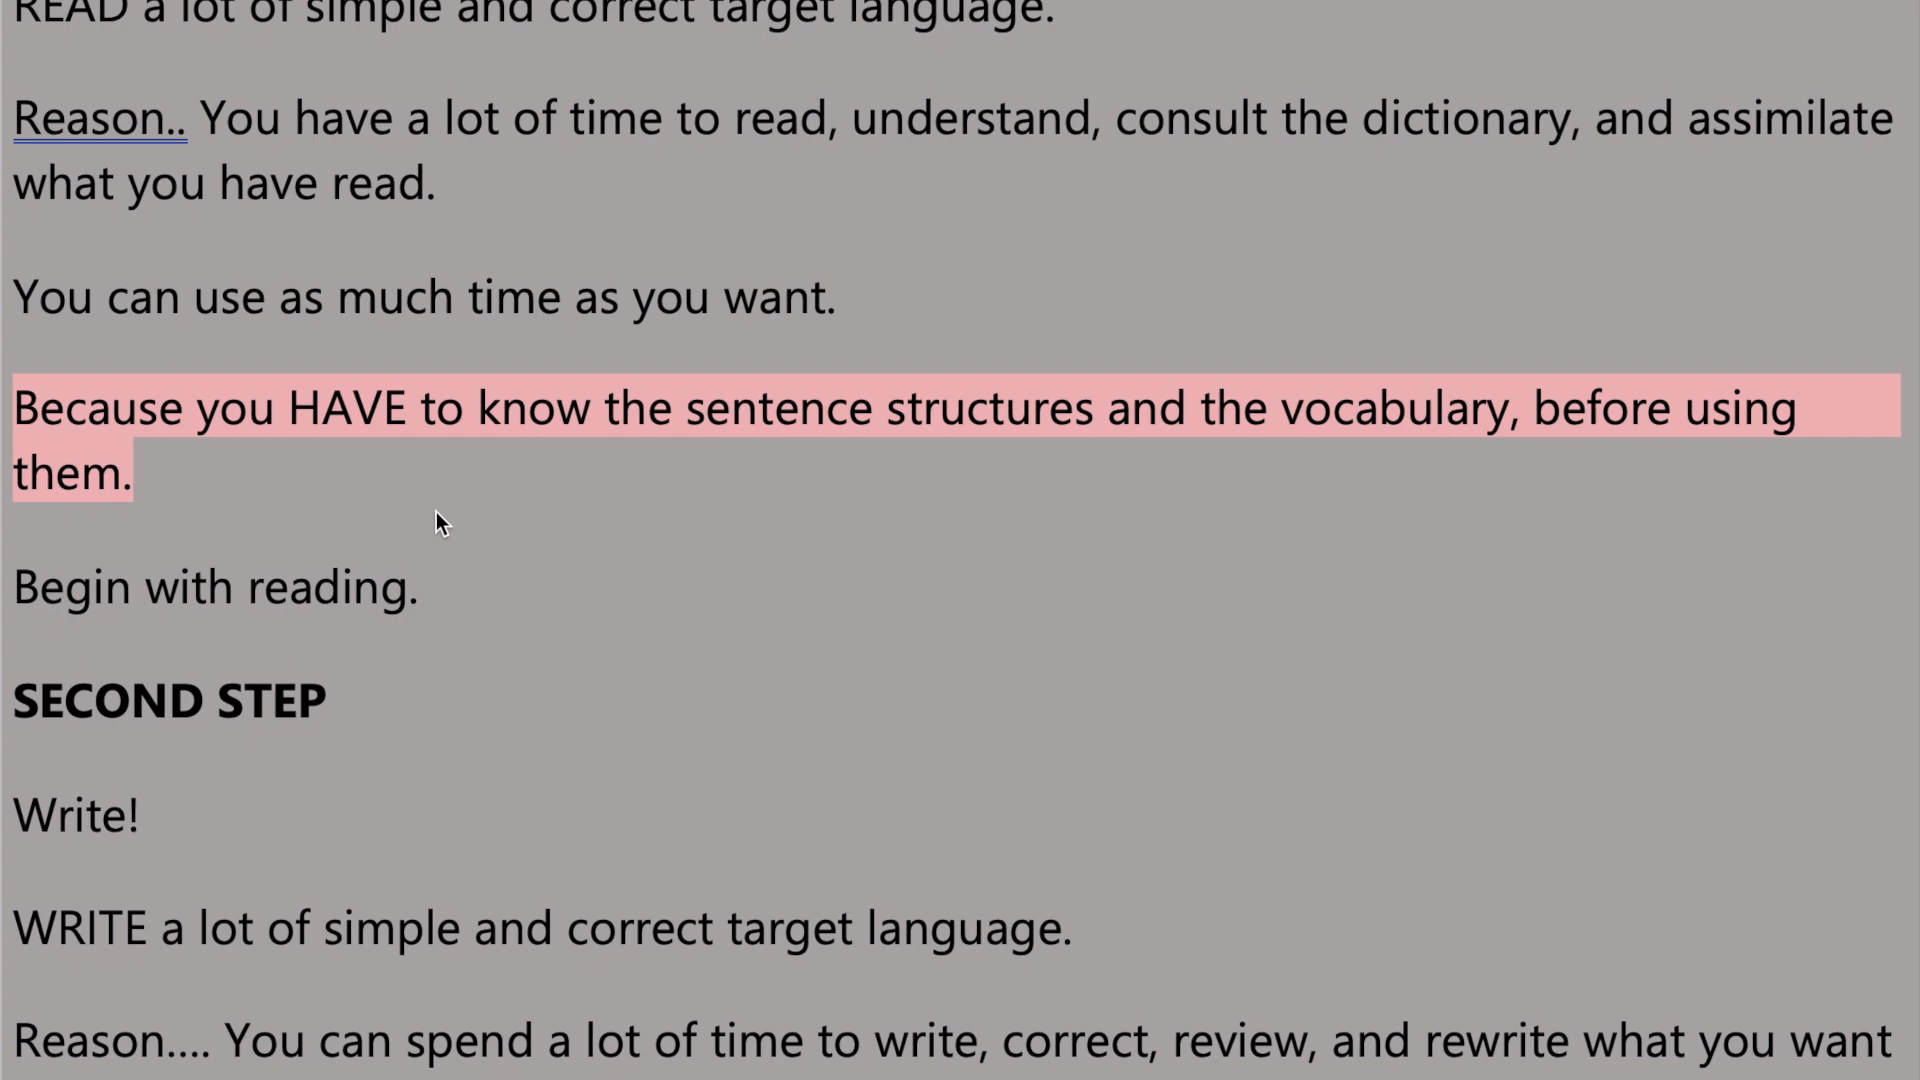 READ a lot of simple and correct target language.
Reason.. You have a lot of time to read, understand, consult the dictionary, and assimilate
what you have read.
You can use as much time as you want.
Because you HAVE to know the sentence structures and the vocabulary, before using
them.
Begin with reading.
SECOND STEP
Write!
WRITE a lot of simple and correct target language.
Reason.... You can spend a lot of time to write, correct, review, and rewrite what you want